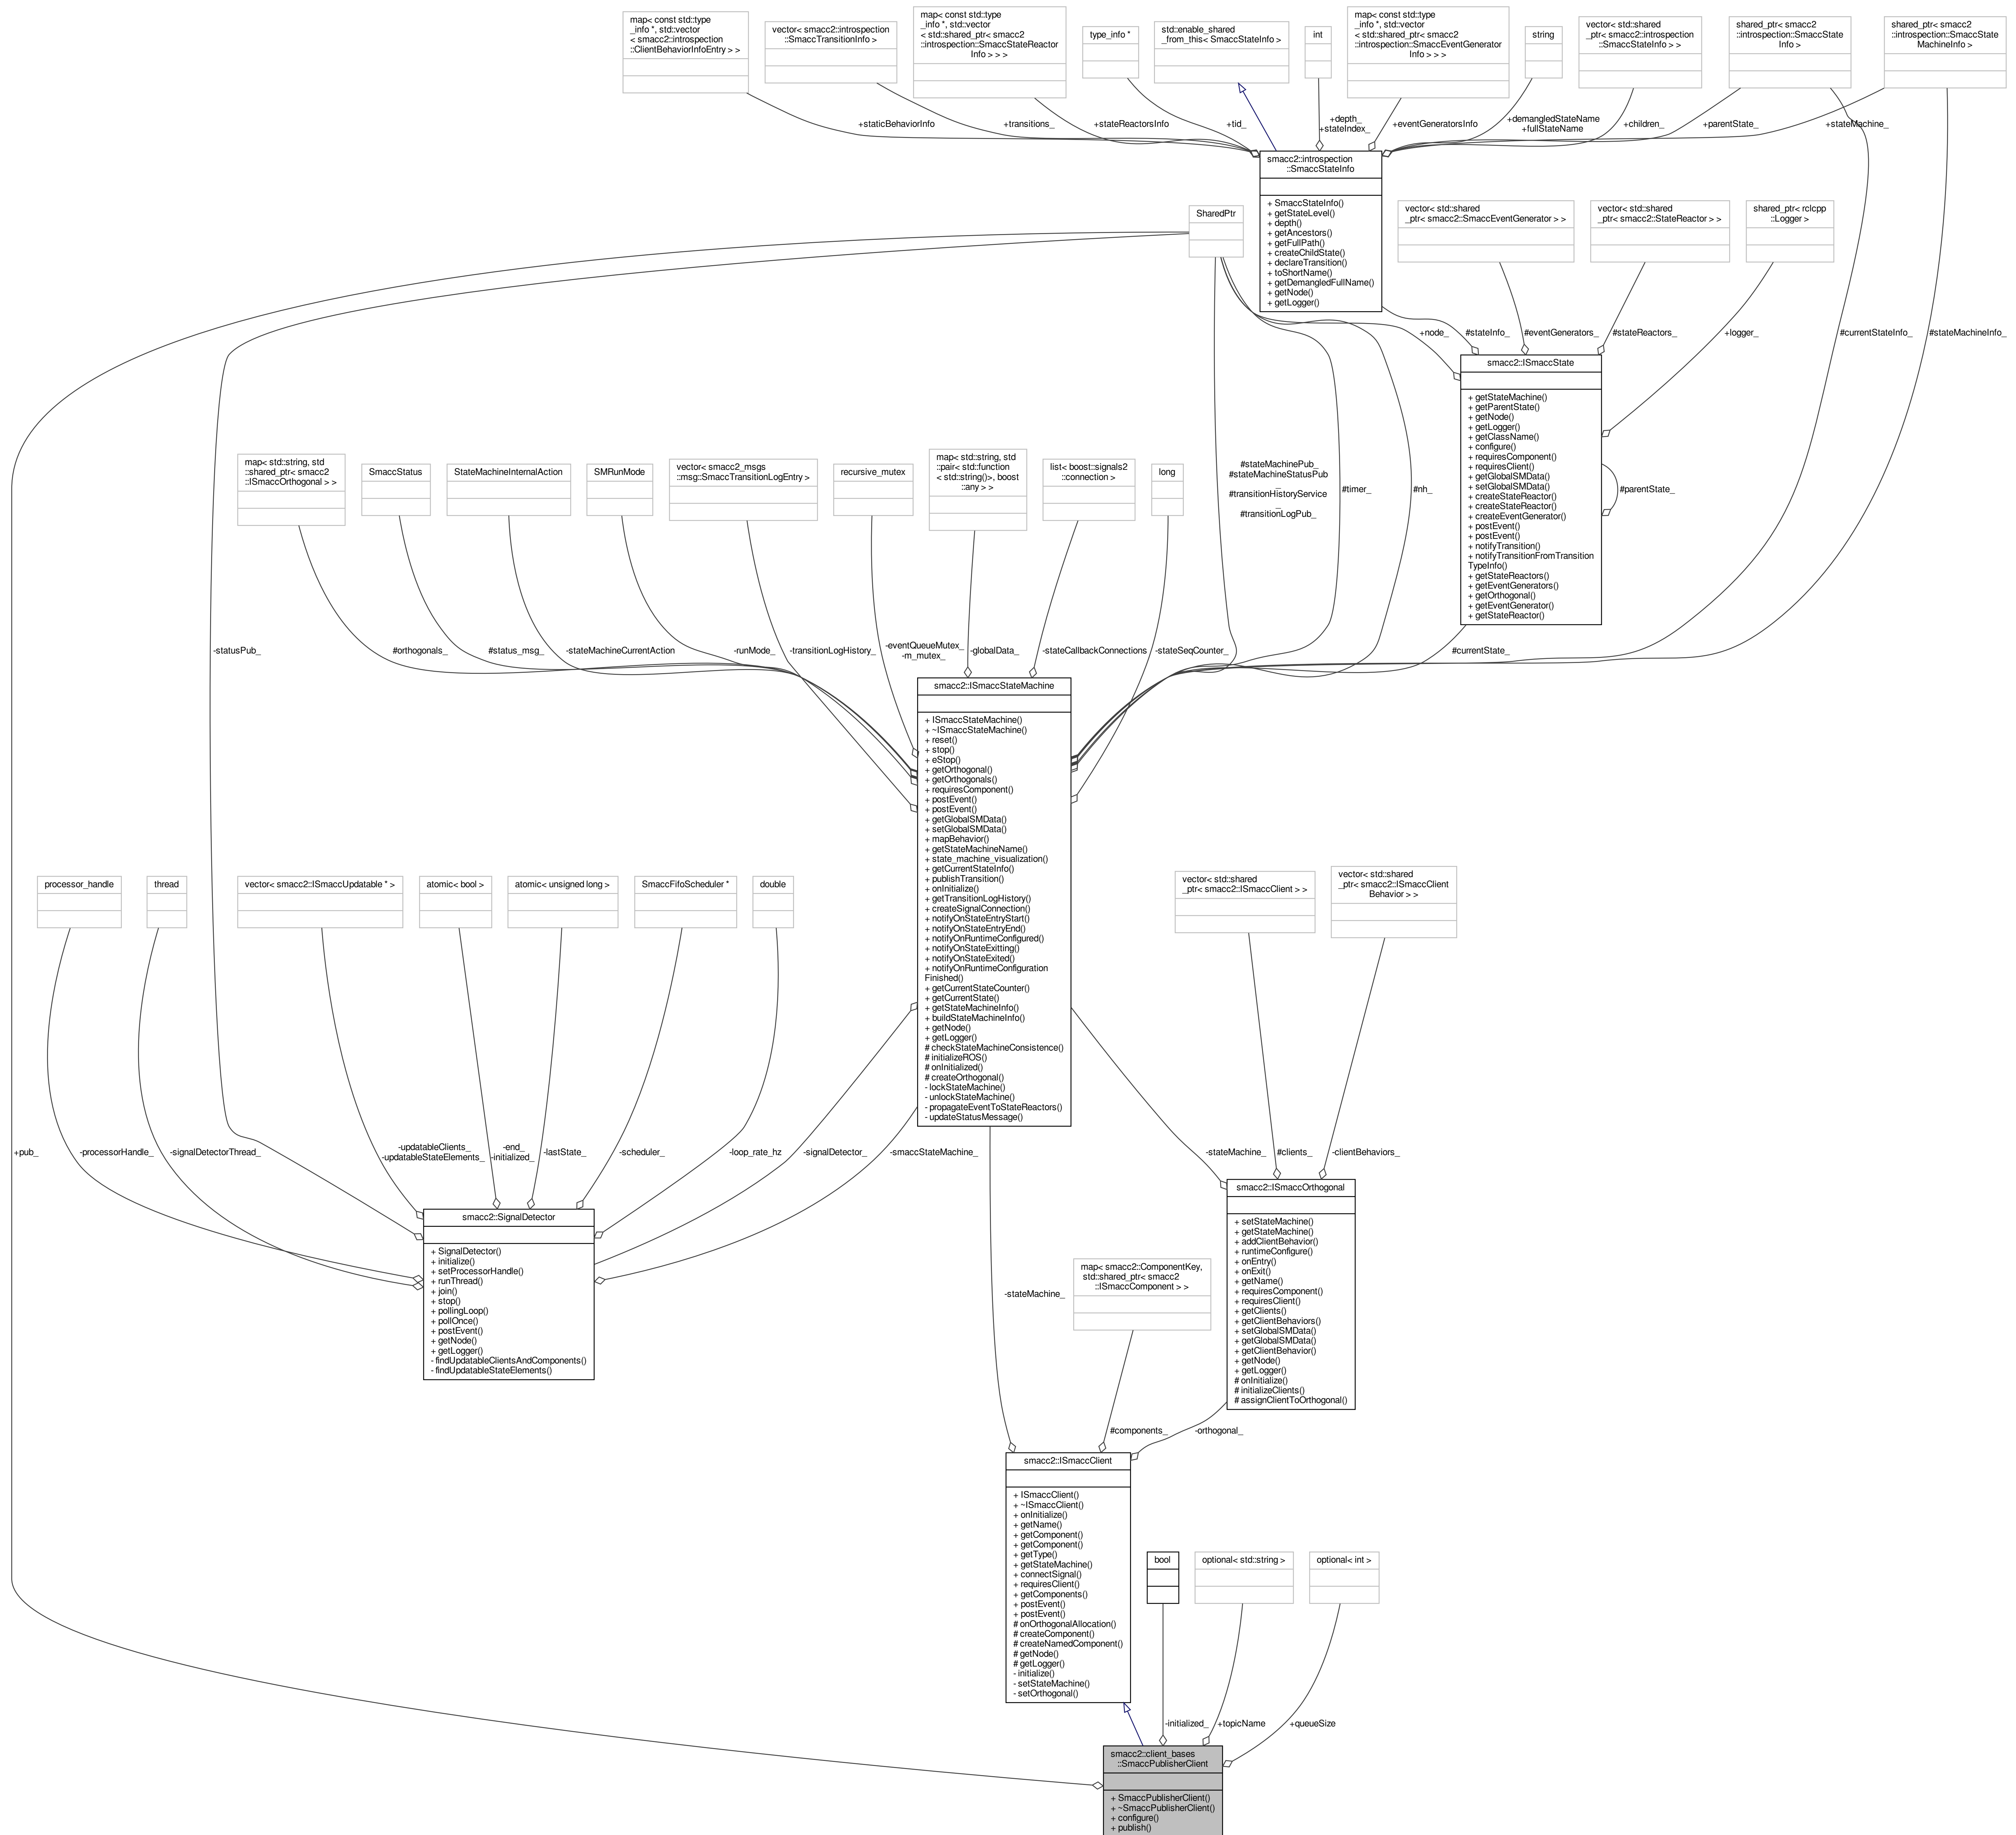 map< const std::type
_info *, std::vector
< smacc2::introspection
::ClientBehaviorInfoEntry > >
vector< smacc2::introspection
::SmaccTransitionInfo >
map< const std::type
_info *, std::vector
< std::shared_ptr< smacc2
::introspection::SmaccStateReactor
Info > > >
type_info *
std::enable_shared
_from_this< SmaccStateInfo >
int
map< const std::type
_info *, std::vector
< std::shared_ptr< smacc2
::introspection::SmaccEventGenerator
Info > > >
string
vector< std::shared
_ptr< smacc2::introspection
::SmaccStateInfo > >
shared_ptr< smacc2
::introspection::SmaccState
Info >
shared_ptr< smacc2
::introspection::SmaccState
MachineInfo >
+staticBehaviorInfo
+transitions_
+stateReactorsInfo
+tid_
+depth_
+stateIndex_
+eventGeneratorsInfo
+demangledStateName
+fullStateName
+children_
+parentState_
+stateMachine_
smacc2::introspection
::SmaccStateInfo
+ SmaccStateInfo()
+ getStateLevel()
+ depth()
+ getAncestors()
+ getFullPath()
+ createChildState()
+ declareTransition()
+ toShortName()
+ getDemangledFullName()
+ getNode()
+ getLogger()
SharedPtr
vector< std::shared
_ptr< smacc2::SmaccEventGenerator > >
vector< std::shared
_ptr< smacc2::StateReactor > >
shared_ptr< rclcpp
::Logger >
+node_
#stateInfo_
#eventGenerators_
#stateReactors_
+logger_
#currentStateInfo_
#stateMachineInfo_
smacc2::ISmaccState
+ getStateMachine()
+ getParentState()
+ getNode()
+ getLogger()
+ getClassName()
+ configure()
+ requiresComponent()
+ requiresClient()
+ getGlobalSMData()
+ setGlobalSMData()
+ createStateReactor()
+ createStateReactor()
+ createEventGenerator()
+ postEvent()
+ postEvent()
+ notifyTransition()
+ notifyTransitionFromTransition
TypeInfo()
+ getStateReactors()
+ getEventGenerators()
+ getOrthogonal()
+ getEventGenerator()
+ getStateReactor()
#parentState_
map< std::string, std
::shared_ptr< smacc2
::ISmaccOrthogonal > >
SmaccStatus
StateMachineInternalAction
SMRunMode
vector< smacc2_msgs
::msg::SmaccTransitionLogEntry >
recursive_mutex
map< std::string, std
::pair< std::function
< std::string()>, boost
::any > >
list< boost::signals2
::connection >
long
#stateMachinePub_
#stateMachineStatusPub
_
#transitionHistoryService
_
#transitionLogPub_
#timer_
#nh_
-statusPub_
#orthogonals_
#status_msg_
-stateMachineCurrentAction
-runMode_
-transitionLogHistory_
-eventQueueMutex_
-m_mutex_
-globalData_
-stateCallbackConnections
-stateSeqCounter_
#currentState_
smacc2::ISmaccStateMachine
+ ISmaccStateMachine()
+ ~ISmaccStateMachine()
+ reset()
+ stop()
+ eStop()
+ getOrthogonal()
+ getOrthogonals()
+ requiresComponent()
+ postEvent()
+ postEvent()
+ getGlobalSMData()
+ setGlobalSMData()
+ mapBehavior()
+ getStateMachineName()
+ state_machine_visualization()
+ getCurrentStateInfo()
+ publishTransition()
+ onInitialize()
+ getTransitionLogHistory()
+ createSignalConnection()
+ notifyOnStateEntryStart()
+ notifyOnStateEntryEnd()
+ notifyOnRuntimeConfigured()
+ notifyOnStateExitting()
+ notifyOnStateExited()
+ notifyOnRuntimeConfiguration
Finished()
+ getCurrentStateCounter()
+ getCurrentState()
+ getStateMachineInfo()
+ buildStateMachineInfo()
+ getNode()
+ getLogger()
# checkStateMachineConsistence()
# initializeROS()
# onInitialized()
# createOrthogonal()
- lockStateMachine()
- unlockStateMachine()
- propagateEventToStateReactors()
- updateStatusMessage()
processor_handle
thread
vector< smacc2::ISmaccUpdatable * >
atomic< bool >
atomic< unsigned long >
SmaccFifoScheduler *
double
vector< std::shared
_ptr< smacc2::ISmaccClient > >
vector< std::shared
_ptr< smacc2::ISmaccClient
Behavior > >
+pub_
-processorHandle_
-signalDetectorThread_
-updatableClients_
-updatableStateElements_
-end_
-initialized_
-lastState_
-scheduler_
-loop_rate_hz
-signalDetector_
-smaccStateMachine_
-stateMachine_
#clients_
-clientBehaviors_
smacc2::SignalDetector
+ SignalDetector()
+ initialize()
+ setProcessorHandle()
+ runThread()
+ join()
+ stop()
+ pollingLoop()
+ pollOnce()
+ postEvent()
+ getNode()
+ getLogger()
- findUpdatableClientsAndComponents()
- findUpdatableStateElements()
smacc2::ISmaccOrthogonal
+ setStateMachine()
+ getStateMachine()
+ addClientBehavior()
+ runtimeConfigure()
+ onEntry()
+ onExit()
+ getName()
+ requiresComponent()
+ requiresClient()
+ getClients()
+ getClientBehaviors()
+ setGlobalSMData()
+ getGlobalSMData()
+ getClientBehavior()
+ getNode()
+ getLogger()
# onInitialize()
# initializeClients()
# assignClientToOrthogonal()
map< smacc2::ComponentKey,
std::shared_ptr< smacc2
::ISmaccComponent > >
-stateMachine_
#components_
-orthogonal_
smacc2::ISmaccClient
+ ISmaccClient()
+ ~ISmaccClient()
+ onInitialize()
+ getName()
+ getComponent()
+ getComponent()
+ getType()
+ getStateMachine()
+ connectSignal()
+ requiresClient()
+ getComponents()
+ postEvent()
+ postEvent()
# onOrthogonalAllocation()
# createComponent()
# createNamedComponent()
# getNode()
# getLogger()
- initialize()
- setStateMachine()
- setOrthogonal()
bool
optional< std::string >
optional< int >
-initialized_
+topicName
+queueSize
smacc2::client_bases
::SmaccPublisherClient
+ SmaccPublisherClient()
+ ~SmaccPublisherClient()
+ configure()
+ publish()